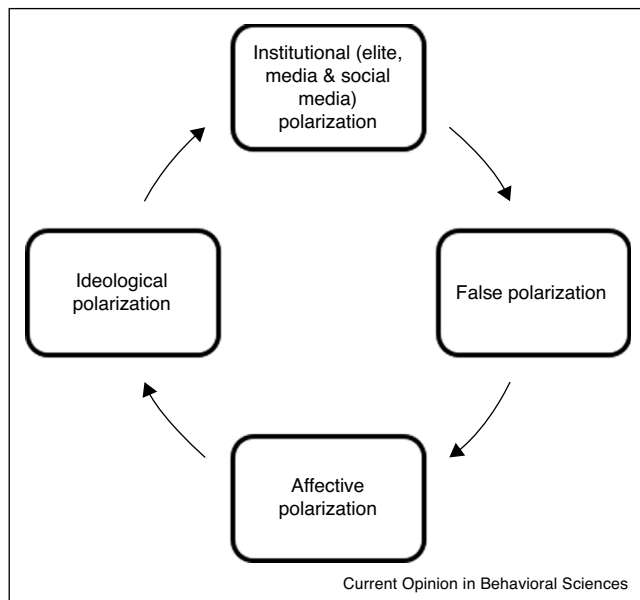 Institutional (elite,
media & social
media)
polarization
Ideological
polarization
False polarization
Affective
polarization
Current Opinion in Behavioral Sciences